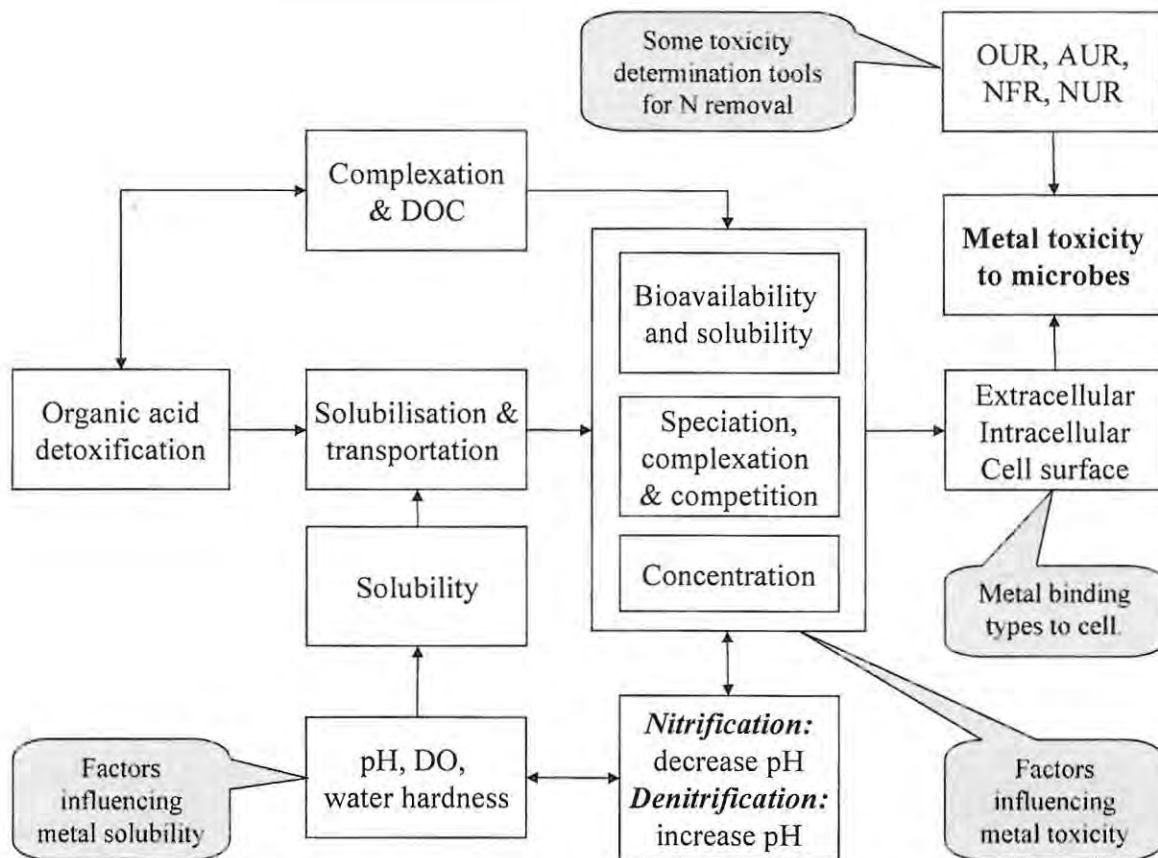 Some toxicity
determination tools
for N removal
OUR, AUR,
NFR, NUR
Complexation
& DOC
Metal toxicity
to microbes
Bioavailability
and solubility
Organic acid
detoxification
Solubilisation &
transportation
Speciation,
complexation
& competition
Extracellular
Intracellular
Cell surface
Solubility
Concentration
Metal binding
types to cell.
Factors
influencing
metal solubility
pH, DO,
water hardness
Nitrification:
decrease pH
Denitrification:
increase pH
Factors
influencing
metal toxicity